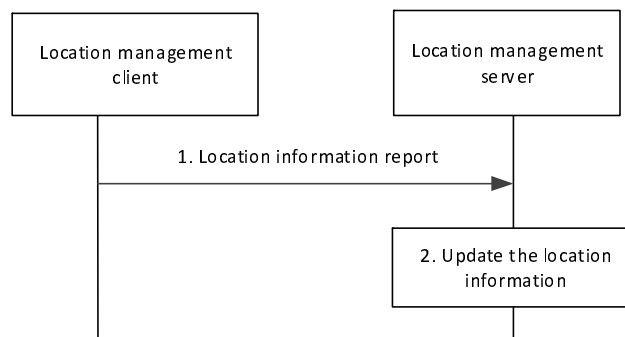 Location management
client
Location management
server
1. Location information report
2. Update the location
information